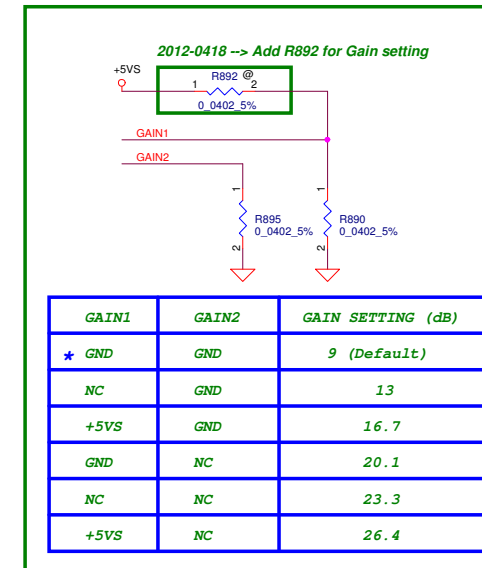 2012-0418 --> Add R892 for Gain setting
+5VS
R892 @
1 2
0_0402_5%
GAIN1
GAIN2
1 1
R895 R890
0_0402_5% 0_0402_5%
2 2
GAIN1 GAIN2 GAIN SETTING (dB)
* GND GND 9 (Default)
NC GND 13
+5VS GND 16.7
GND NC 20.1
NC NC 23.3
+5VS NC 26.4